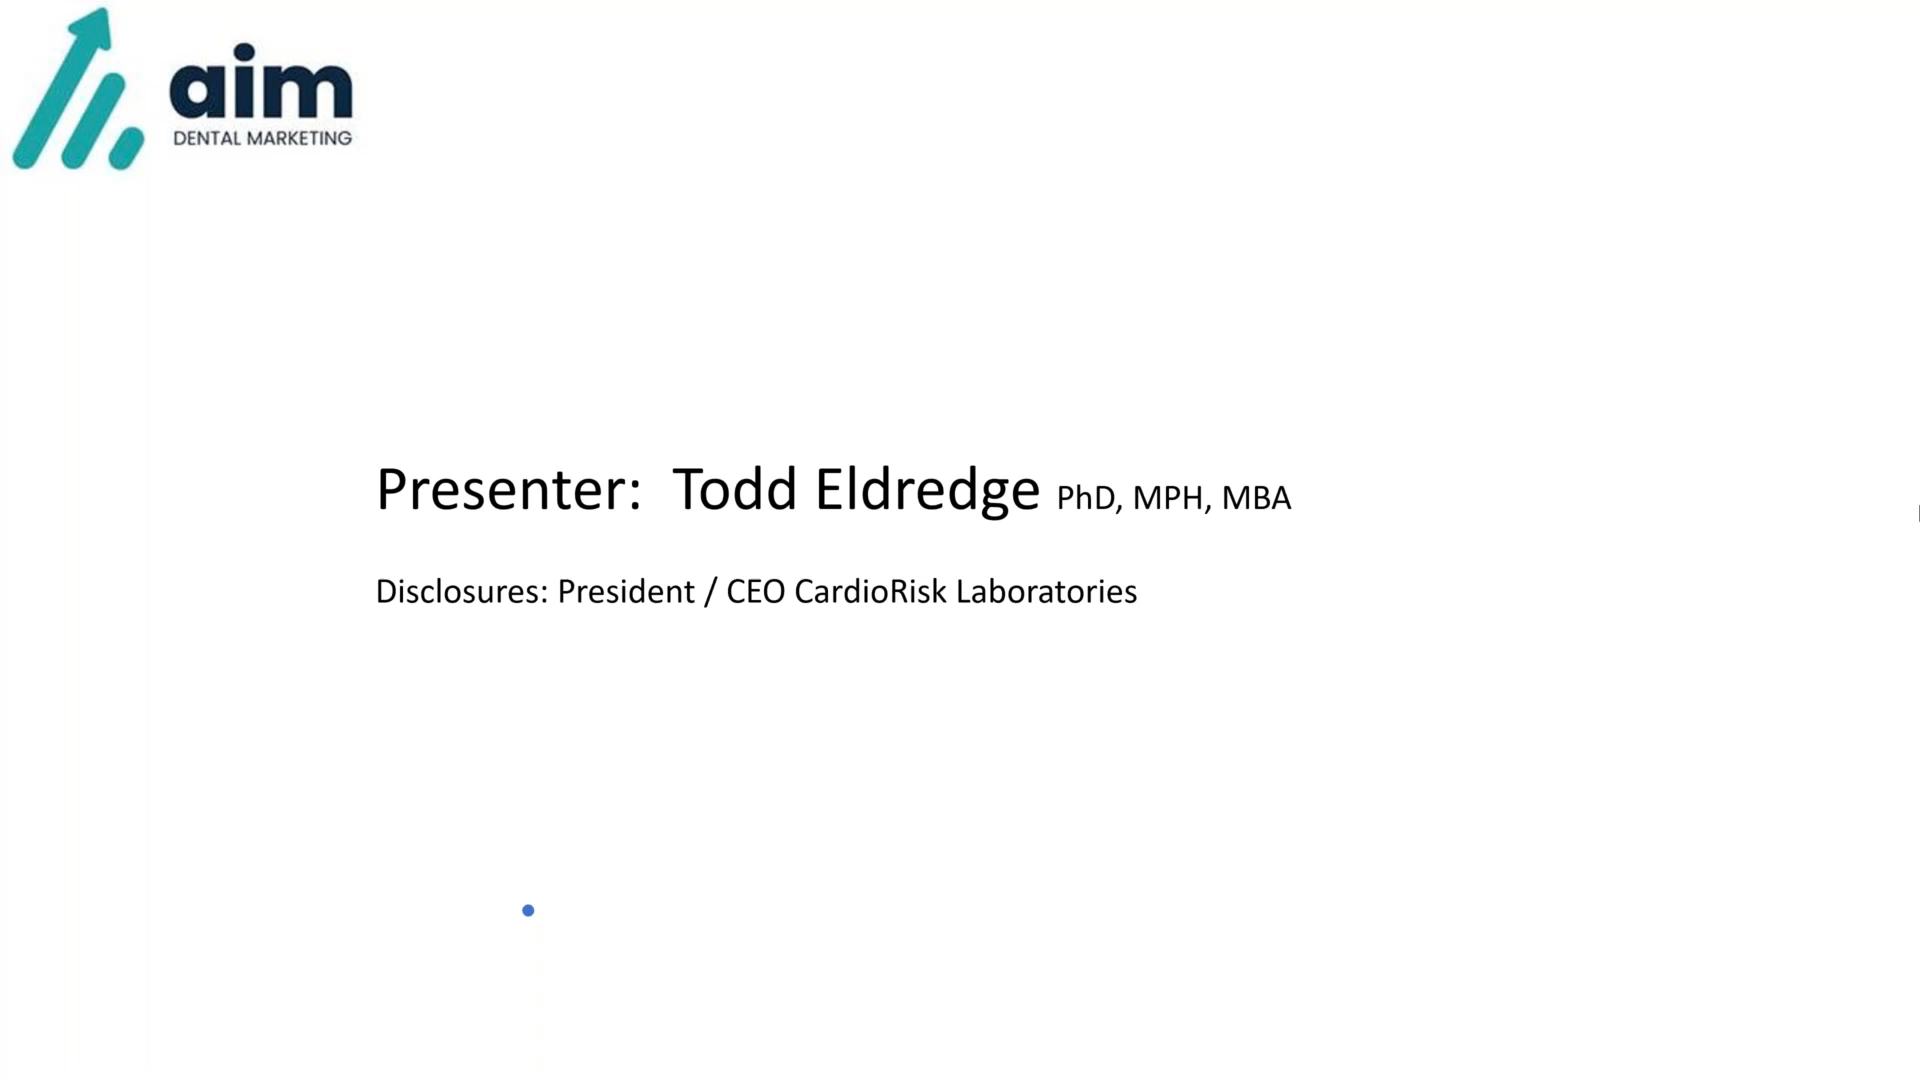 aim
DENTAL MARKETING
Presenter:  Todd Eldredge PhD, MPH, MBA
Disclosures: President / CEO CardioRisk Laboratories